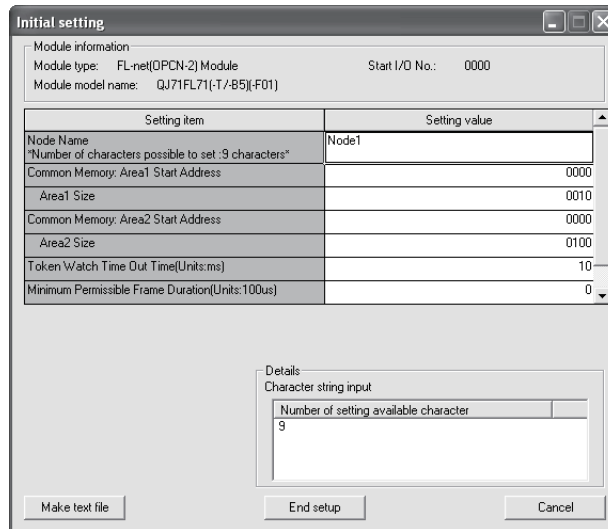 Initial setting
Module information
Module type: FL-net(OPCN-2) Module Start I/O No.: 0000
Module model name: QJ71FL71(-T/-B5)(-F01)
Setting item Setting value
Node Name Node1
*Number of characters possible to set :9 characters*
Common Memory: Area1 Start Address 0000
Area1 Size 0010
Common Memory: Area2 Start Address 0000
Area2 Size 0100
Token Watch Time Out Time(Units:ms) 10
Minimum Permissible Frame Duration(Units:100us) 0
Details
Character string input
Number of setting available character
9
Make text file End setup Cancel